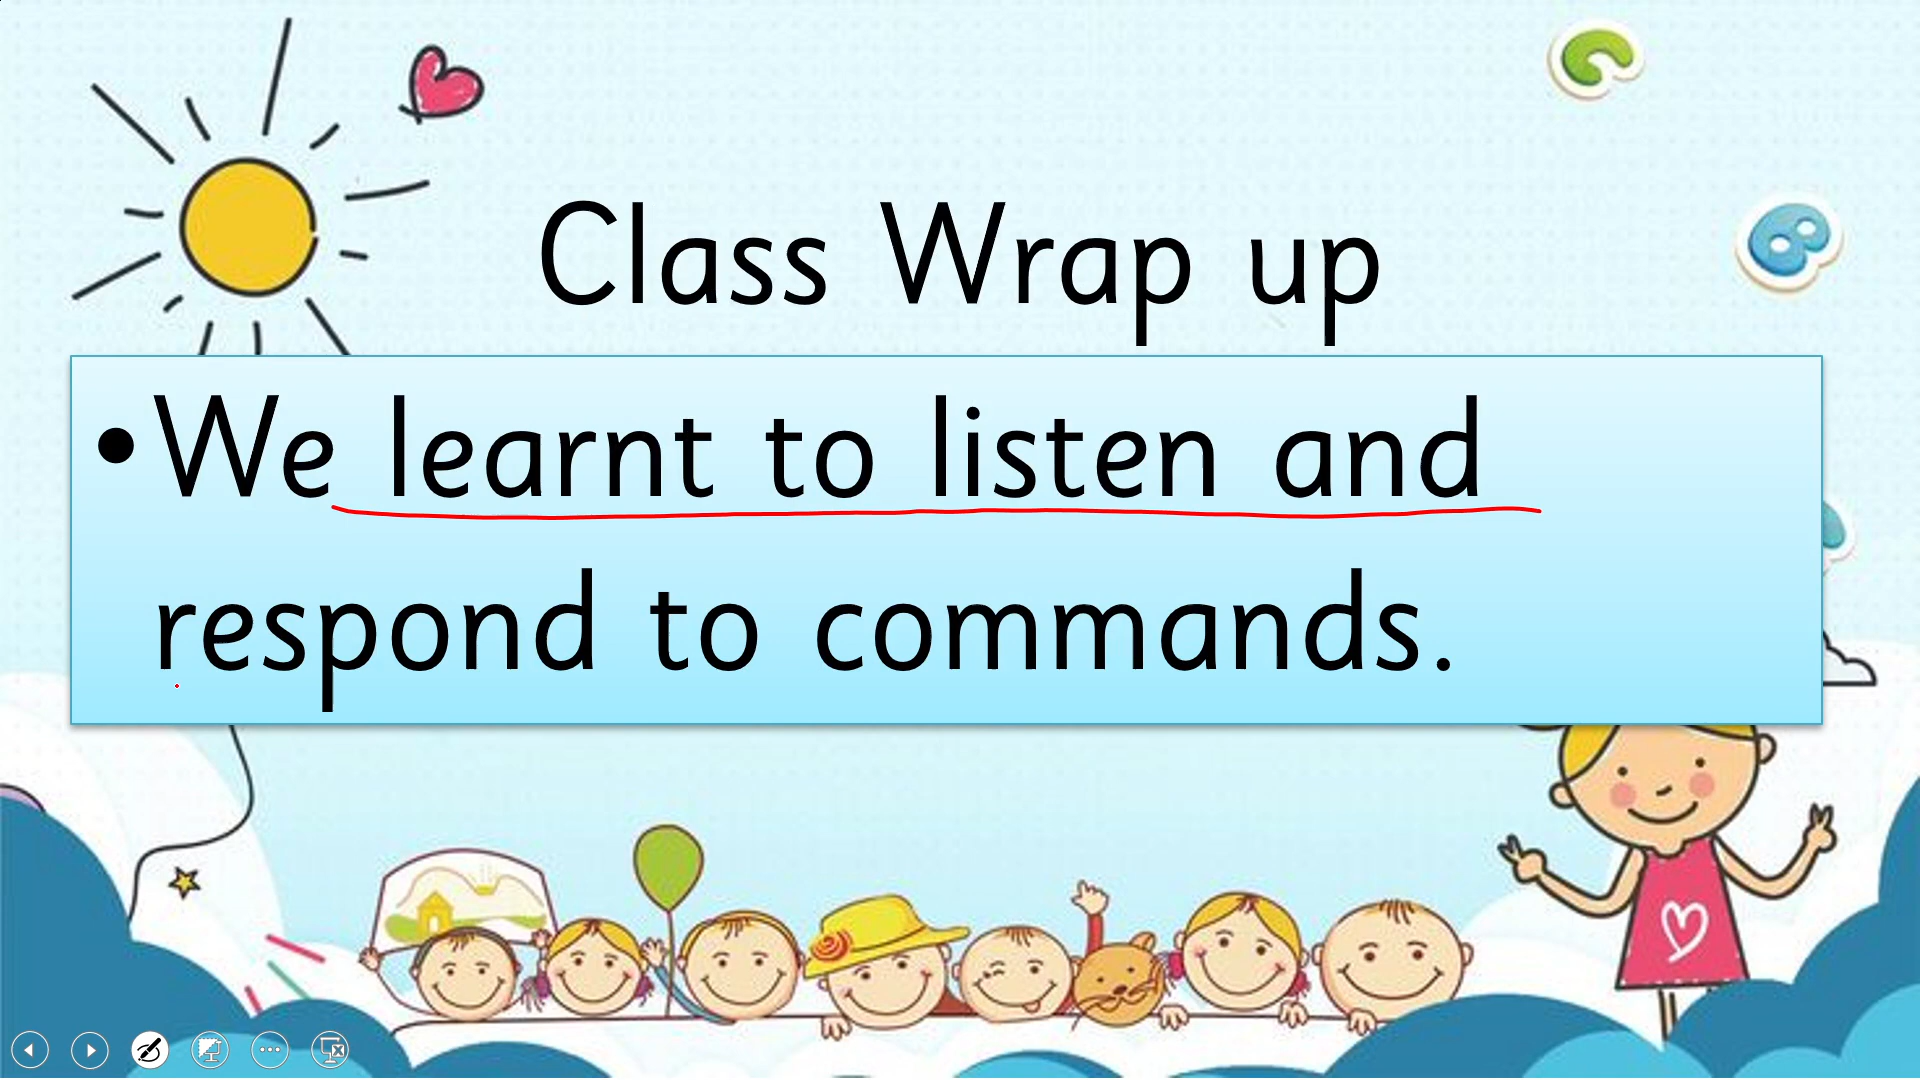 Class Wrap up
• We learnt to listen and
respond to commands.